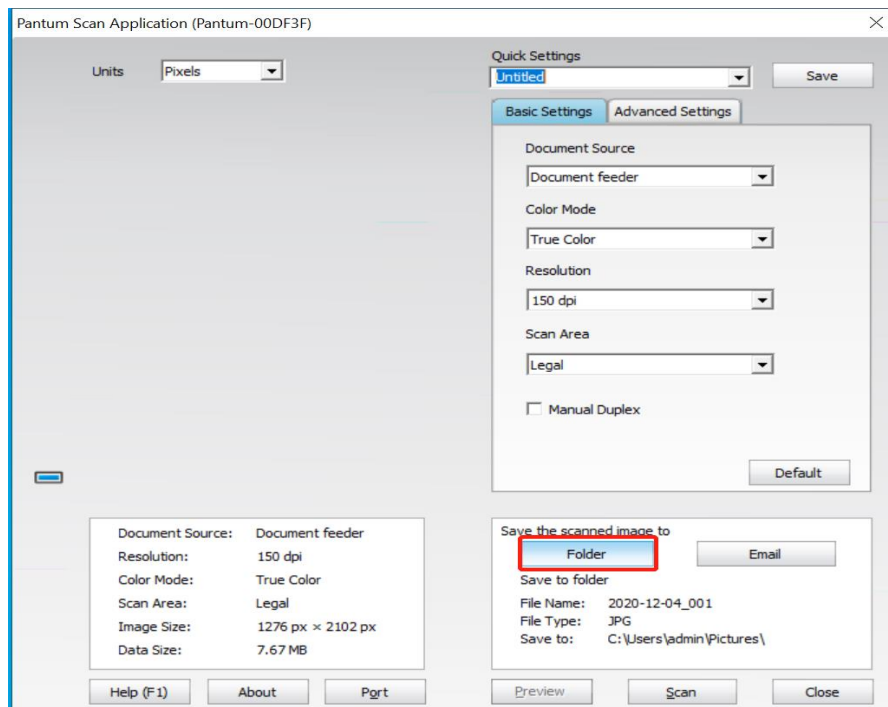 Pantum Scan Application (Pantum-00DF3F)
Units Pixels
Quick Settings
Untitled Save
Basic Settings Advanced Settings
Document Source
Document feeder
Color Mode
True Color
Resolution
150 dpi
Scan Area
Legal
Manual Duplex
Default
Document Source: Document feeder
Resolution: 150 dpi
Color Mode: True Color
Scan Area: Legal
Image Size: 1276 px × 2102 px
Data Size: 7.67 MB
Save the scanned image to
Folder Email
Save to folder
File Name: 2020-12-04_001
File Type: JPG
Save to: C:\Users\admin\Pictures\
Help (F1) About Port Preview Scan Close